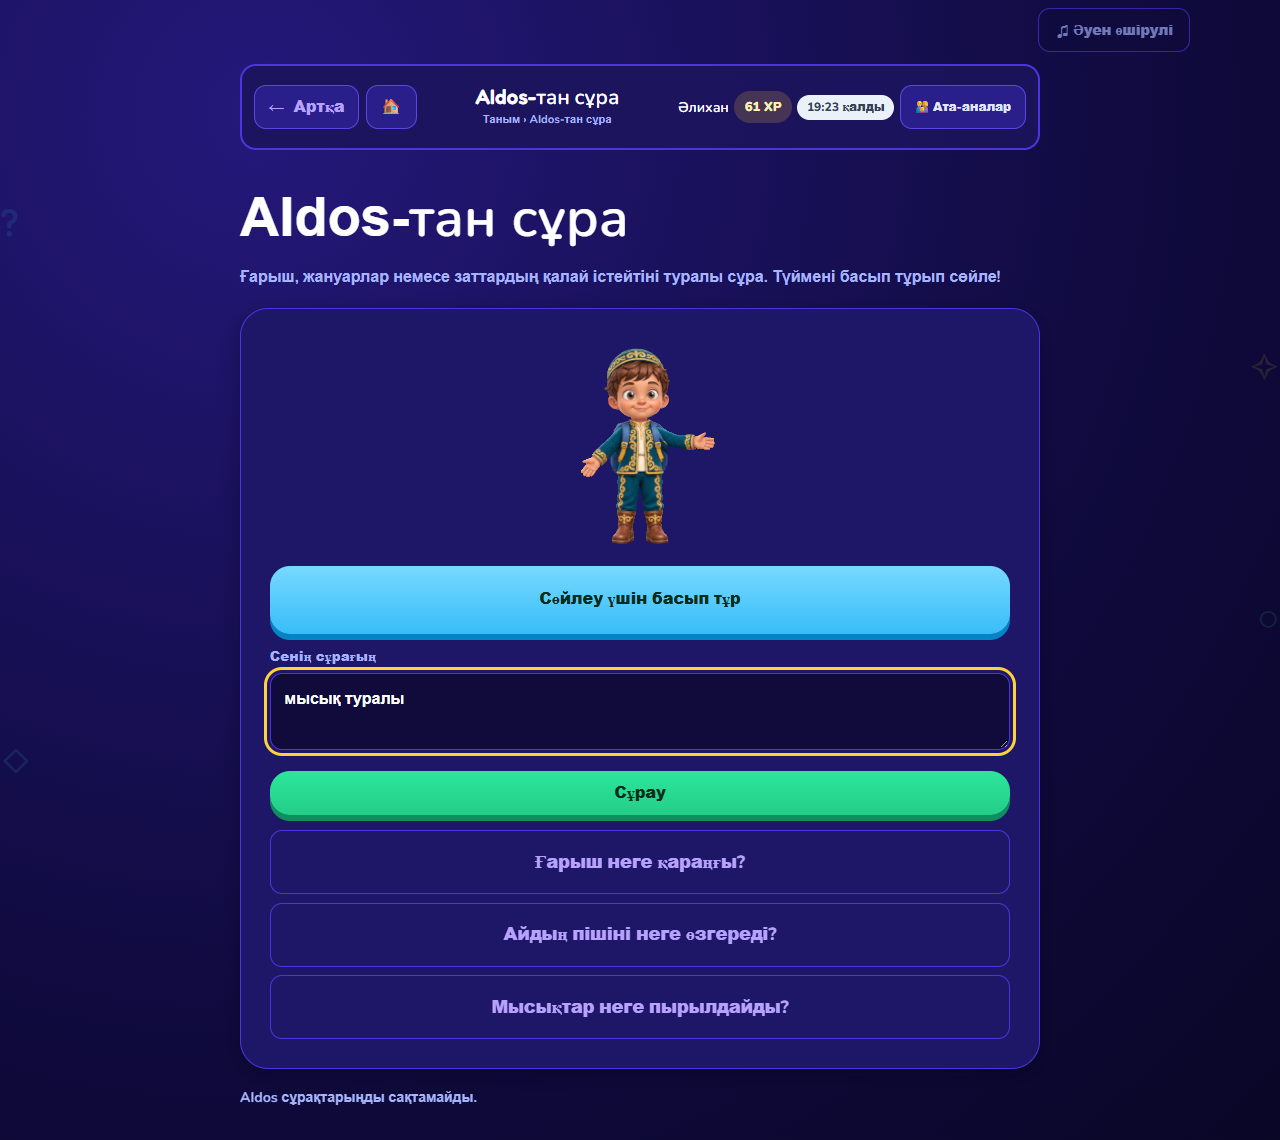 ♫ Әуен өшірулі
← Артқа
Aldos-тан сұра
Таным › Aldos-тан сұра
Әлихан
61 XP
19:23 қалды
Ата-аналар
Aldos-тан сұра
Ғарыш, жануарлар немесе заттардың қалай істейтіні туралы сұра. Түймені басып тұрып сөйле!
Сөйлеу үшін басып тұр
Сенің сұрағың
мысық туралы
Сұрау
Ғарыш неге қараңғы?
Айдың пішіні неге өзгереді?
Мысықтар неге пырылдайды?
Aldos сұрақтарыңды сақтамайды.
?